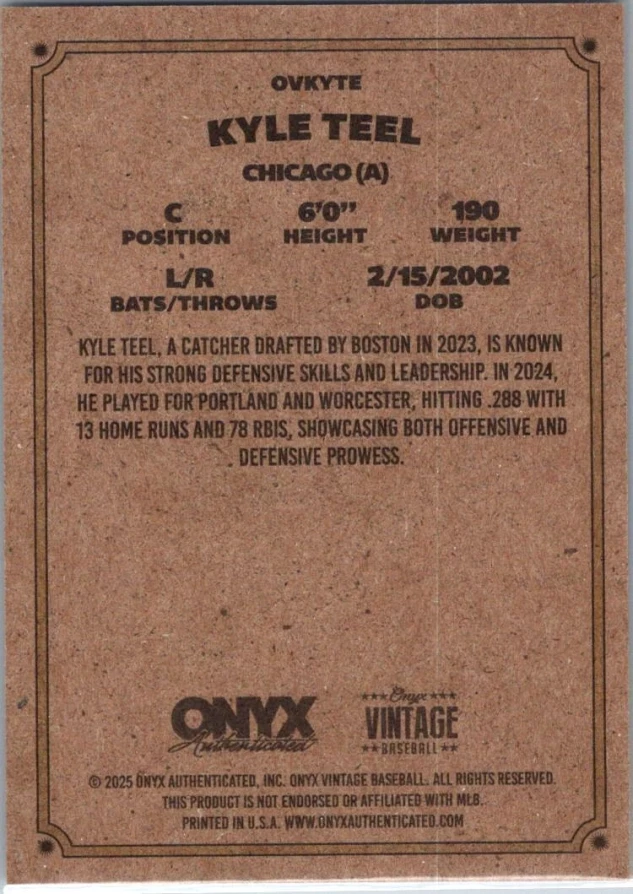 OVKYTE
KYLE TEEL
CHICAGO (A)
C 6'0" 190
POSITION HEIGHT WEIGHT
L/R 2/15/2002
BATS/THROWS DOB
KYLE TEEL, A CATCHER DRAFTED BY BOSTON IN 2023, IS KNOWN
FOR HIS STRONG DEFENSIVE SKILLS AND LEADERSHIP. IN 2024,
HE PLAYED FOR PORTLAND AND WORCESTER, HITTING .288 WITH
13 HOME RUNS AND 78 RBIS, SHOWCASING BOTH OFFENSIVE AND
DEFENSIVE PROWESS.
ONYX
Authenticated
Onyx
VINTAGE
BASEBALL
© 2025 ONYX AUTHENTICATED, INC. ONYX VINTAGE BASEBALL. ALL RIGHTS RESERVED.
THIS PRODUCT IS NOT ENDORSED OR AFFILIATED WITH MLB.
PRINTED IN U.S.A. WWW.ONYXAUTHENTICATED.COM